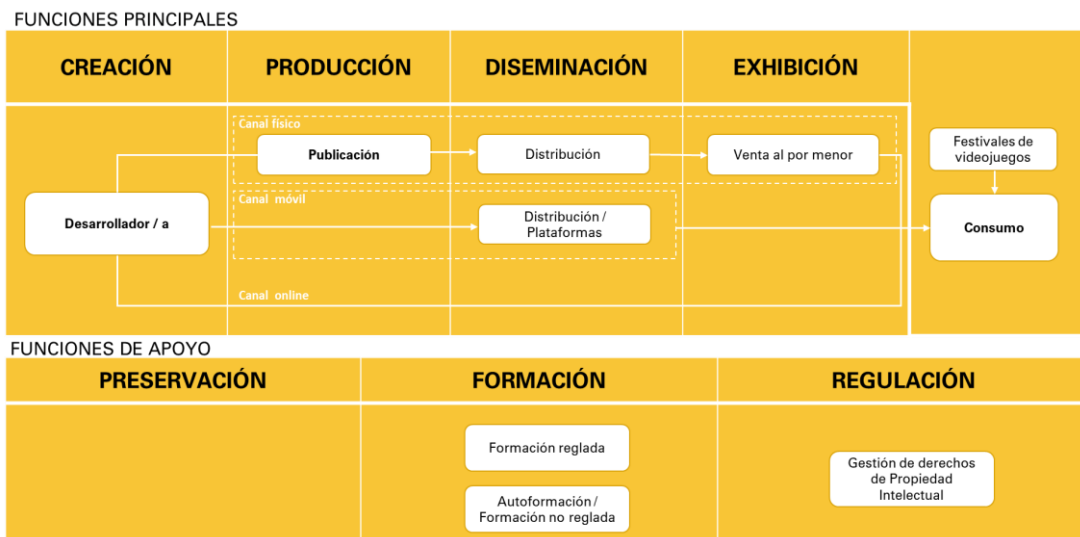 FUNCIONES PRINCIPALES
CREACIÓN
PRODUCCIÓN
DISEMINACIÓN
EXHIBICIÓN
Canal físico
Publicación
Distribución
Venta al por menor
Festivales de
videojuegos
Canal móvil
Desarrollador / a
Distribución /
Plataformas
Consumo
Canal online
FUNCIONES DE APOYO
PRESERVACIÓN
FORMACIÓN
REGULACIÓN
Formación reglada
Autoformación /
Formación no reglada
Gestión de derechos
de Propiedad
Intelectual